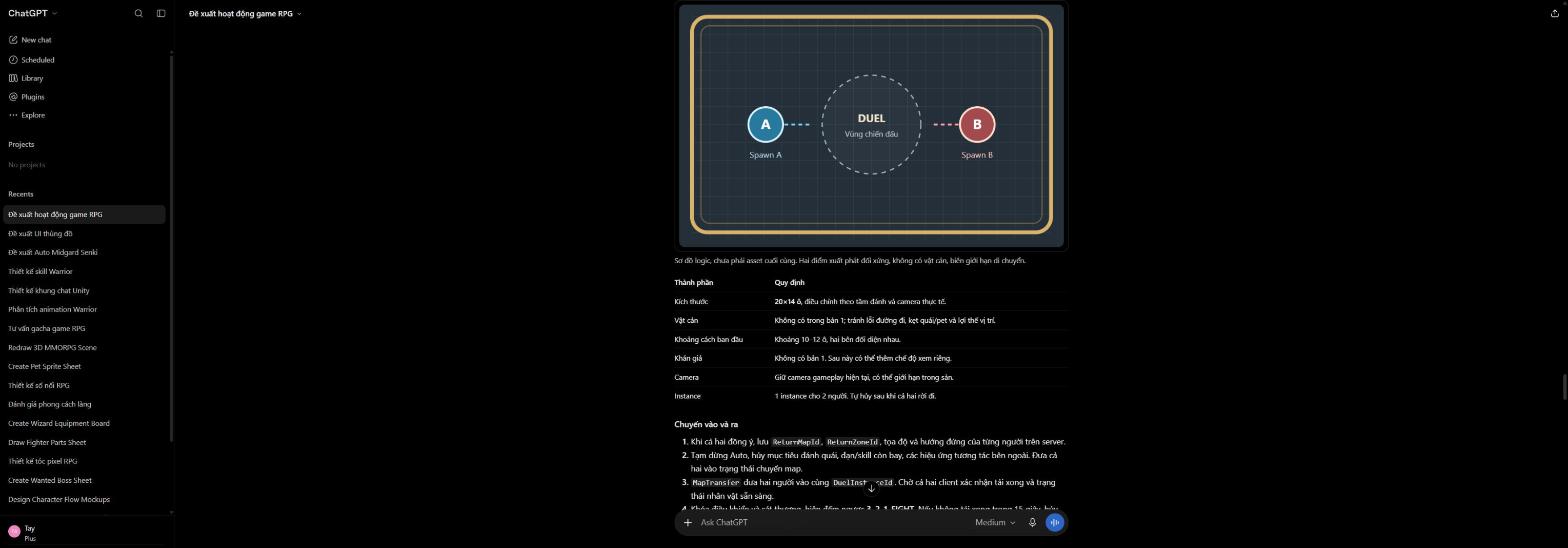 ChatGPT
New chat
Scheduled
Library
Plugins
Explore
Projects
No projects
Recents
Đề xuất hoạt động game RPG
Đề xuất UI thùng đồ
Đề xuất Auto Midgard Senki
Thiết kế skill Warrior
Thiết kế khung chat Unity
Phân tích animation Warrior
Tư vấn gacha game RPG
Redraw 3D MMORPG Scene
Create Pet Sprite Sheet
Thiết kế số nổi RPG
Đánh giá phong cách làng
Create Wizard Equipment Board
Draw Fighter Parts Sheet
Thiết kế tóc pixel RPG
Create Wanted Boss Sheet
Design Character Flow Mockups
Tay
Plus
Đề xuất hoạt động game RPG
A
DUEL
Vùng chiến đấu
B
Spawn A
Spawn B
Sơ đồ logic, chưa phải asset cuối cùng. Hai điểm xuất phát đối xứng, không có vật cản, biên giới hạn di chuyển.
Thành phần Quy định
Kích thước 20×14 ô, điều chỉnh theo tầm đánh và camera thực tế.
Vật cản Không có trong bản 1; tránh lỗi đường đi, kẹt quái/pet và lợi thế vị trí.
Khoảng cách ban đầu Khoảng 10–12 ô, hai bên đối diện nhau.
Khán giả Không có bản 1. Sau này có thể thêm chế độ xem riêng.
Camera Giữ camera gameplay hiện tại, có thể giới hạn trong sân.
Instance 1 instance cho 2 người. Tự hủy sau khi cả hai rời đi.
Chuyển vào và ra
1. Khi cả hai đồng ý, lưu ReturnMapId, ReturnZoneId, tọa độ và hướng đứng của từng người trên server.
2. Tạm dừng Auto, hủy mục tiêu đánh quái, đạn/skill còn bay, các hiệu ứng tương tác bên ngoài. Đưa cả
hai vào trạng thái chuyển map.
3. MapTransfer đưa hai người vào cùng . Chờ cả hai client xác nhận tải xong và trạng
thái nhân vật sẵn sàng.
Ask ChatGPT
Medium